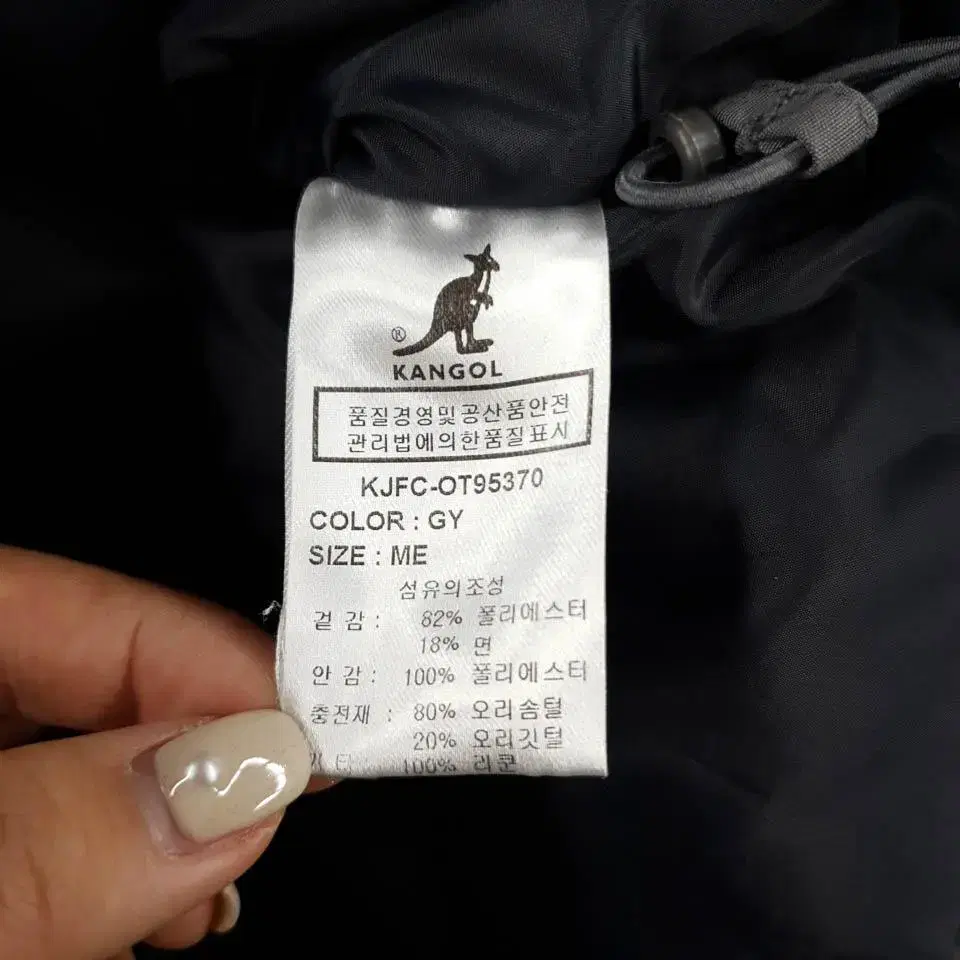 ®
KANGOL
품질경영및공산품안전
관리법에의한품질표시
KJFC-OT95370
COLOR : GY
SIZE : ME
섬유의조성
겉 감 : 82% 폴리에스터
18% 면
안 감 : 100% 폴리에스터
충전재 : 80% 오리솜털
20% 오리깃털
기 타 100% 리쿤